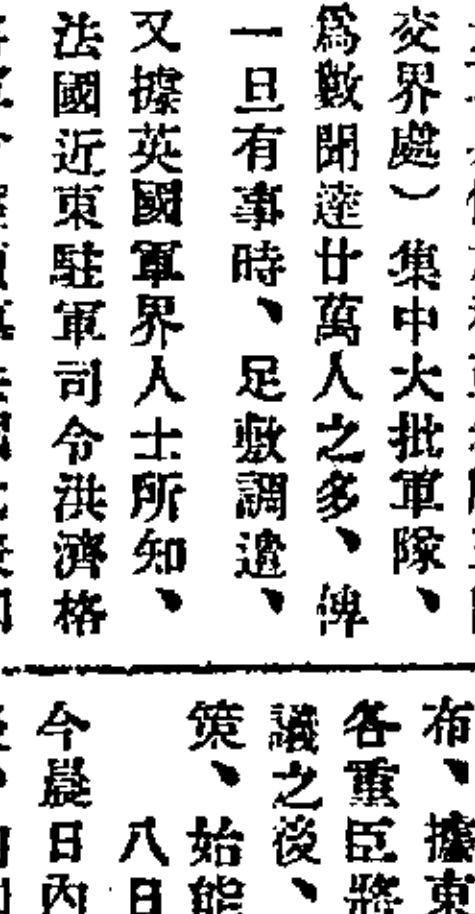 交界處）集中大批軍隊、
爲數聞達廿萬人之多、俾
一旦有事時、足敷調遣、
又據英國軍界人士所知、
法國近東駐軍司令洪濟格
布、據東
各重臣將
議之後、
策、始能
八日
今晨日內